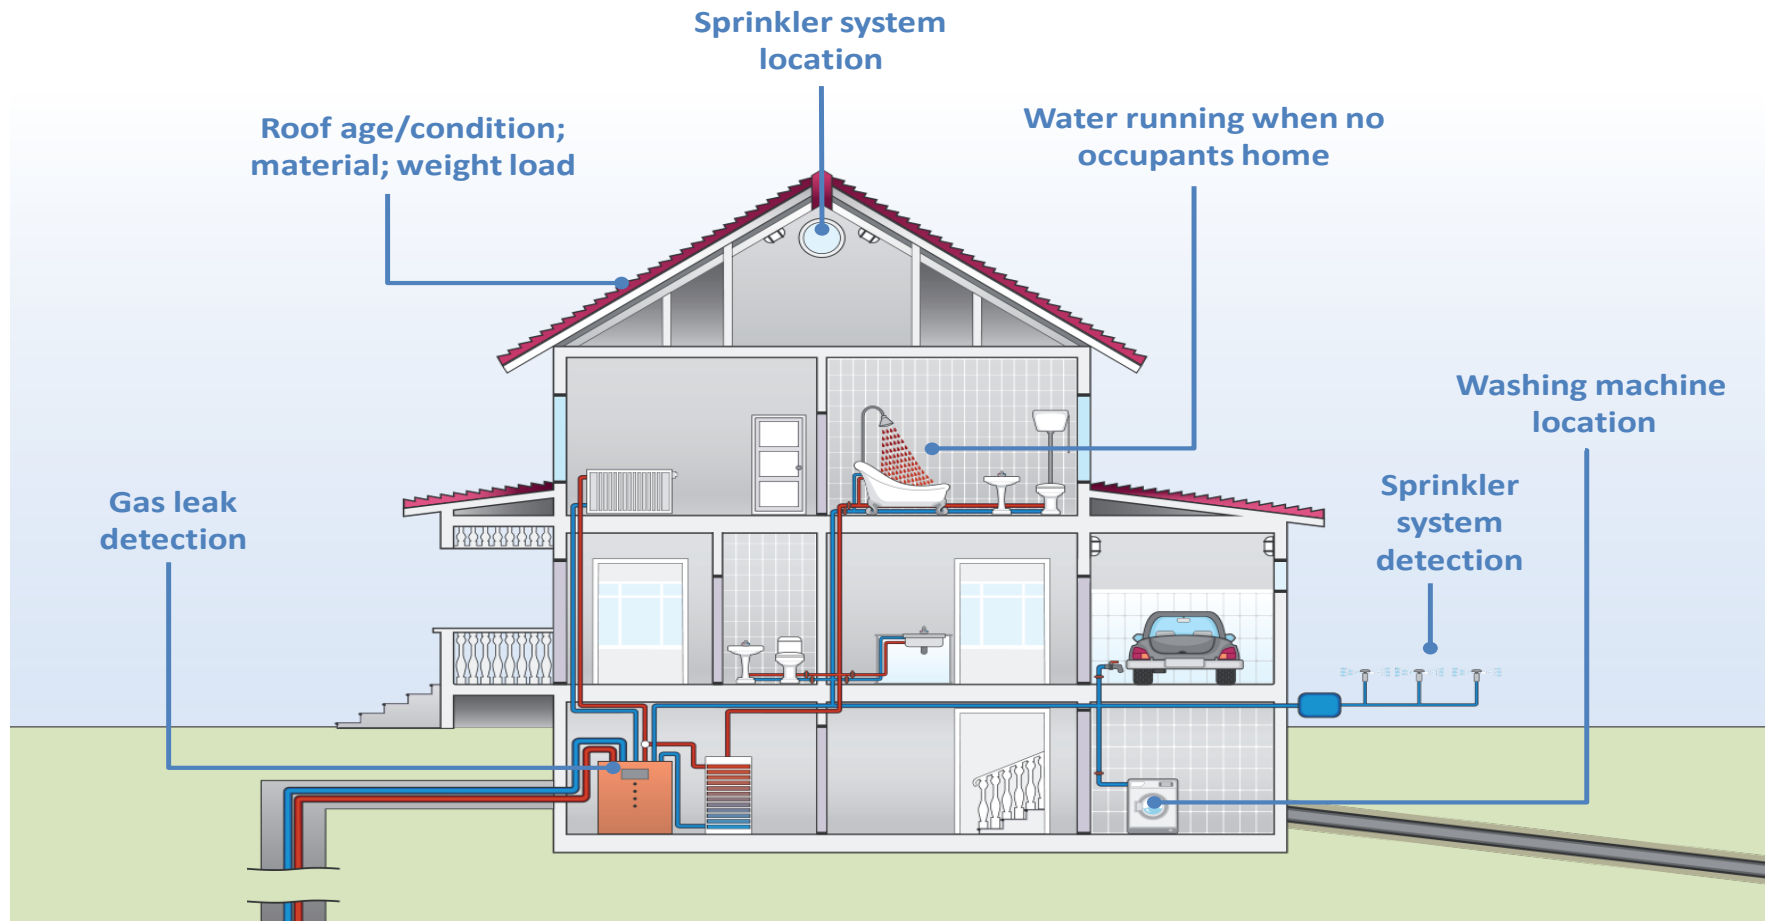 Sprinkler system
location
Roof age/condition;
material; weight load
Water running when no
occupants home
Washing machine
location
Sprinkler
system
detection
Gas leak
detection